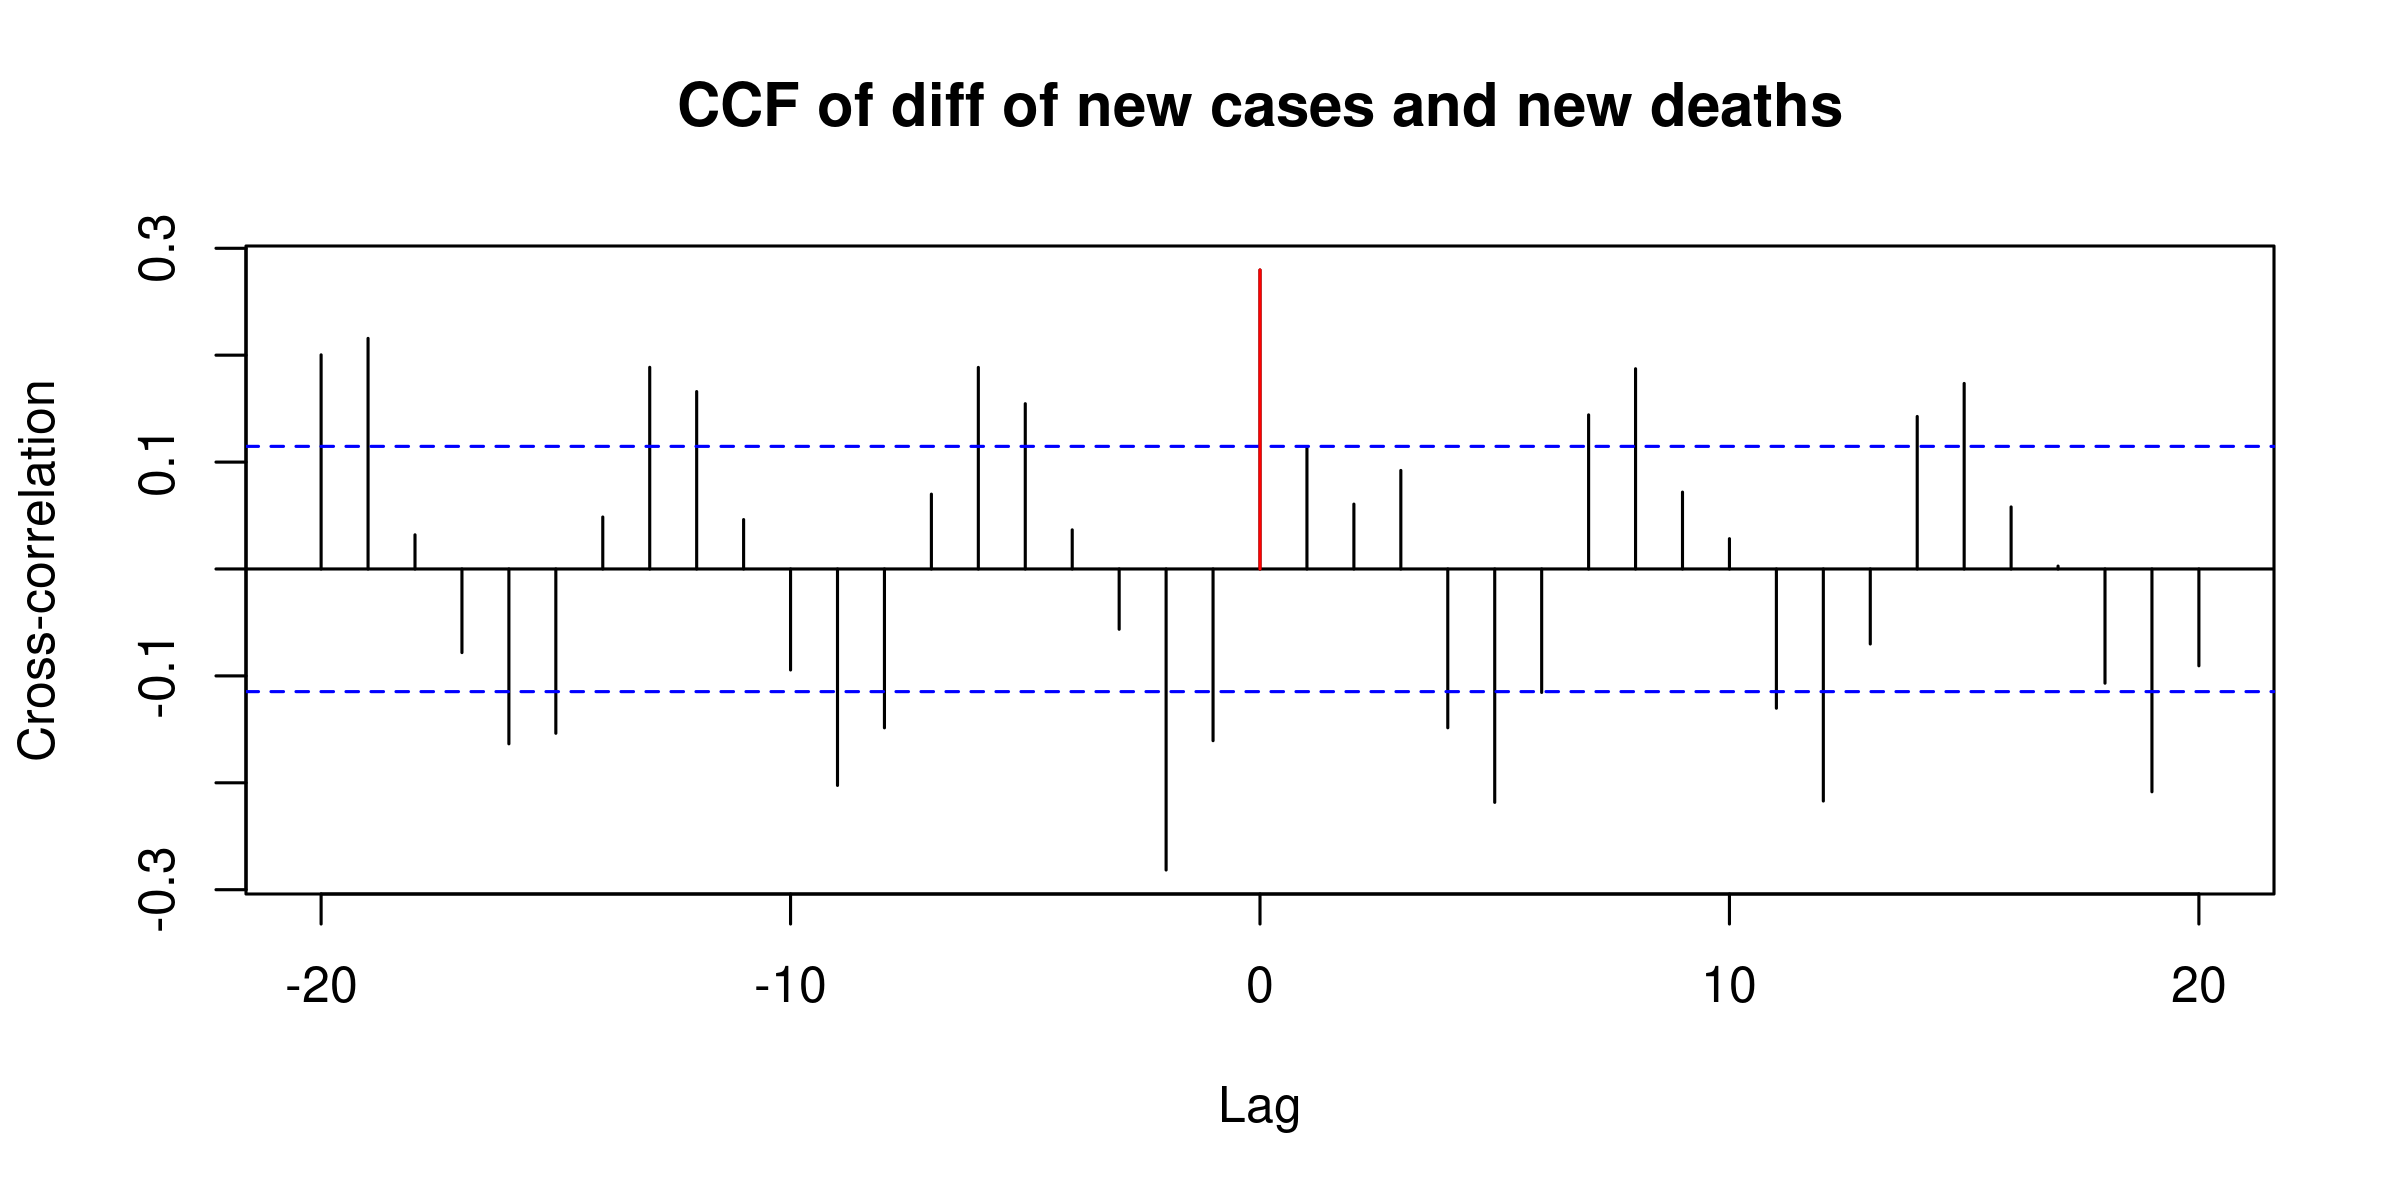 CCF of diff of new cases and new deaths
Cross-correlation
0.3
0.1
-0.1
-0.3
-20 -10 0 10 20
Lag